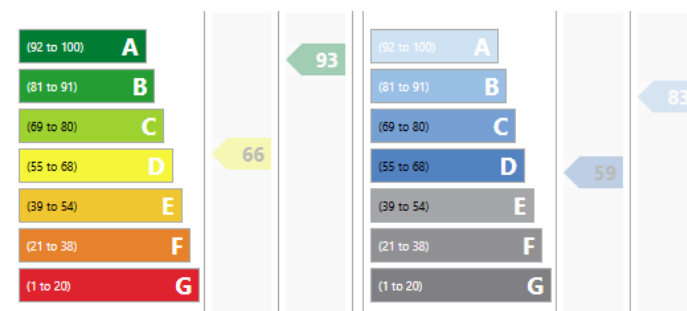 (92 to 100) A
(81 to 91) B
(69 to 80) C
(55 to 68) D
(39 to 54) E
(21 to 38) F
(1 to 20) G
66
93
(92 to 100) A
(81 to 91) B
(69 to 80) C
(55 to 68) D
(39 to 54) E
(21 to 38) F
(1 to 20) G
59
83